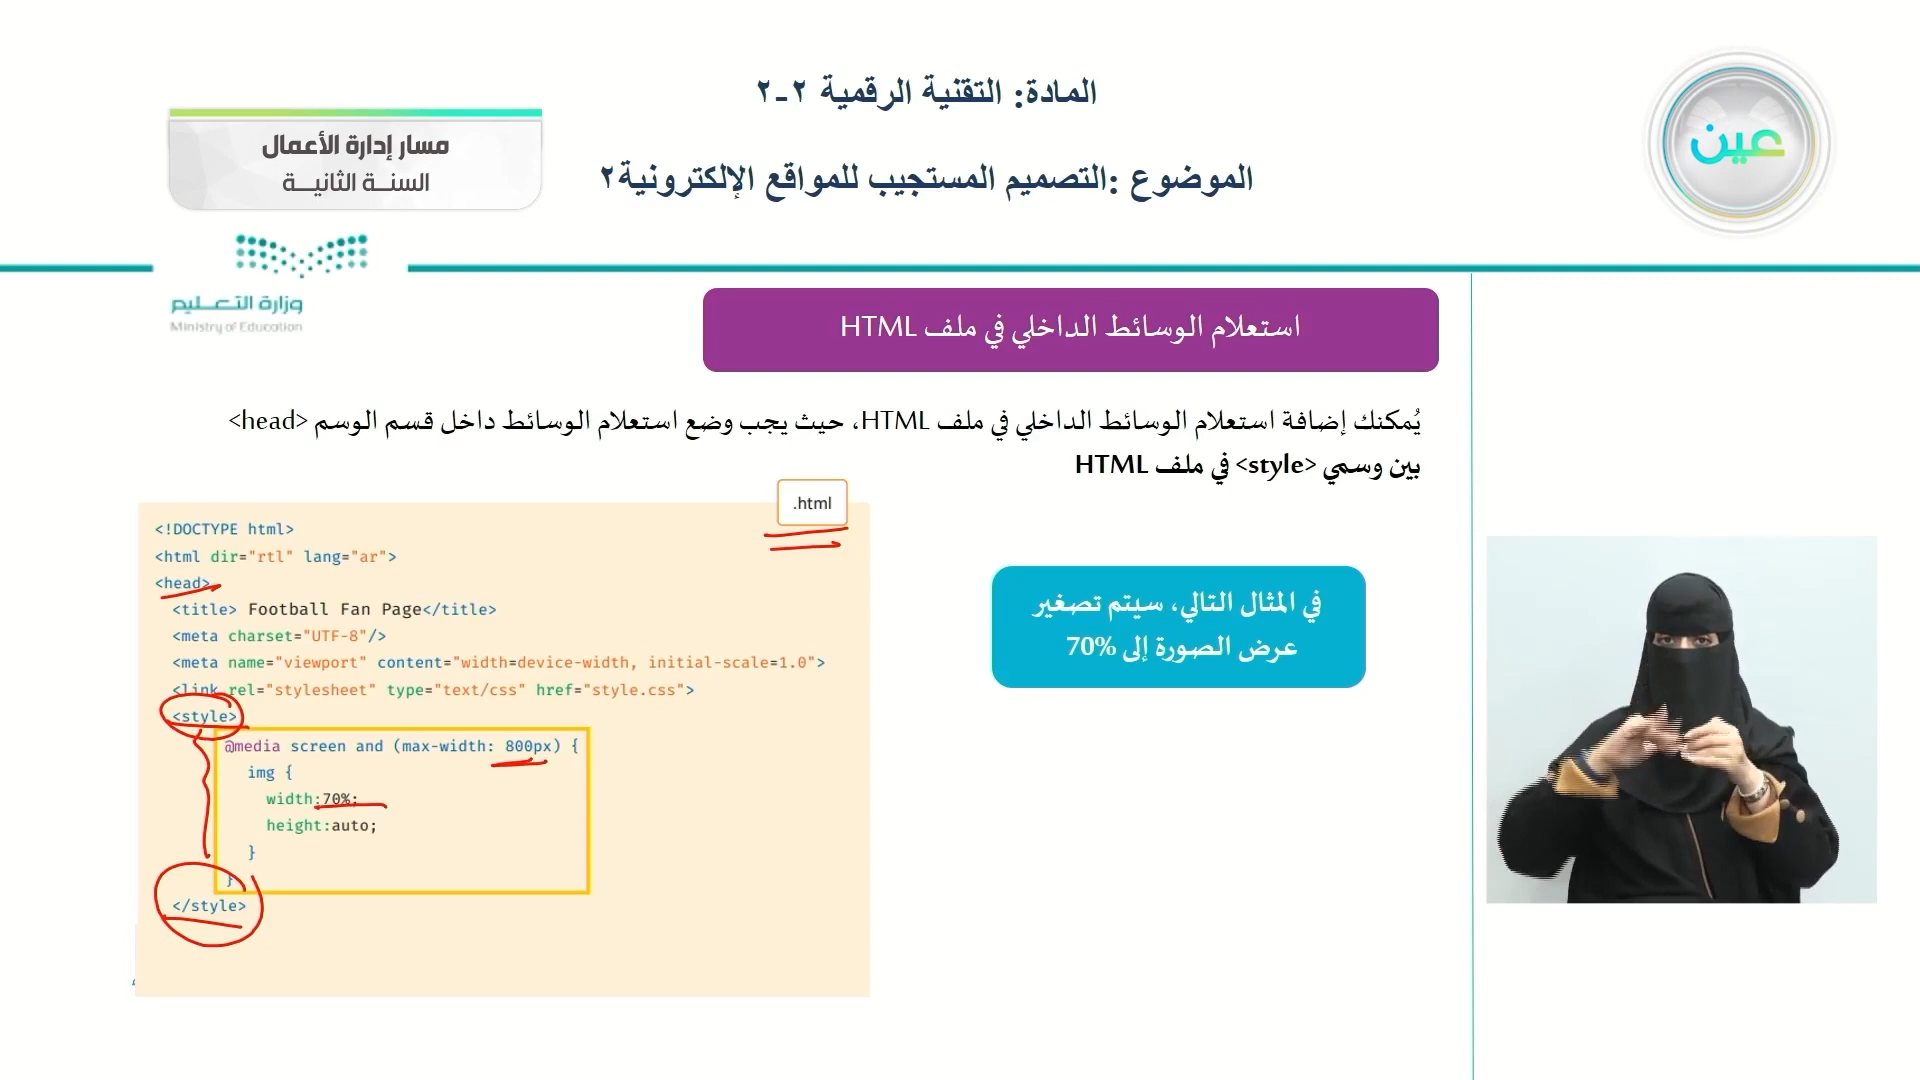 المادة: التقنية الرقمية ٢-٢
الموضوع :التصميم المستجيب للمواقع الإلكترونية٢
عين
مسار إدارة الأعمال
السنة الثانية
وزارة التعليم
Ministry of Education
استعلام الوسائط الداخلي في ملف HTML
يُمكنك إضافة استعلام الوسائط الداخلي في ملف HTML، حيث يجب وضع استعلام الوسائط داخل قسم الوسم <head>
بين وسمي <style> في ملف HTML
.html
<!DOCTYPE html>
<html dir="rtl" lang="ar">
<head>
<title> Football Fan Page</title>
<meta charset="UTF-8"/>
<meta name="viewport" content="width=device-width, initial-scale=1.0">
<link rel="stylesheet" type="text/css" href="style.css">
<style>
@media screen and (max-width: 800px) {
img {
width:70%;
height:auto;
}
}
</style>
في المثال التالي، سيتم تصغير
عرض الصورة إلى 70%